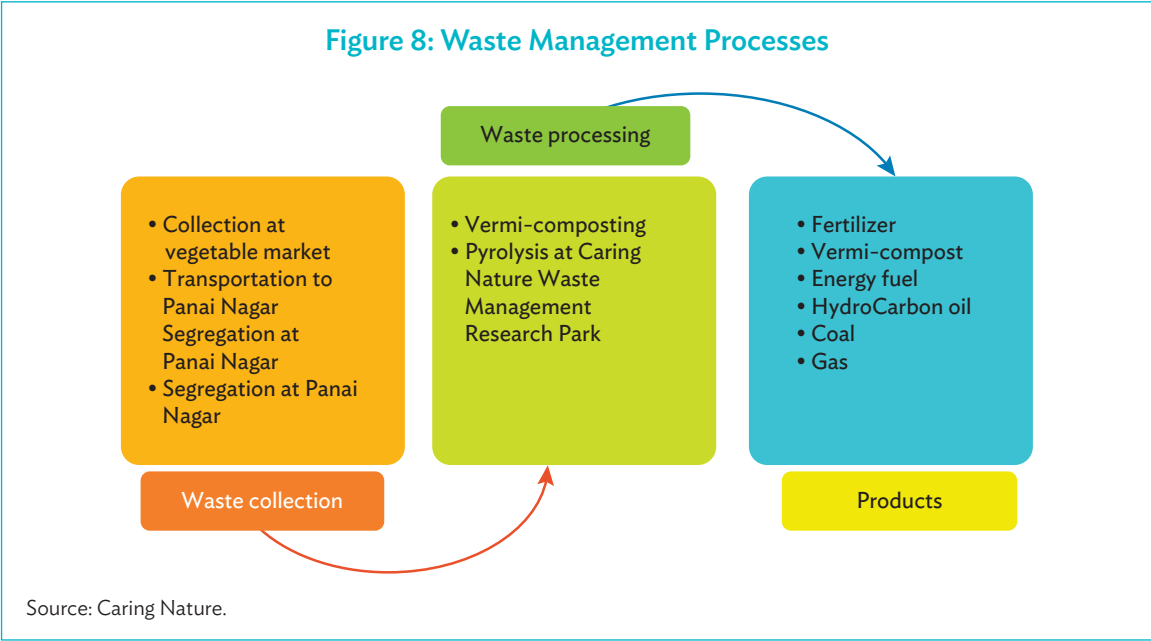 Figure 8: Waste Management Processes
Waste processing
• Collection at
vegetable market
• Transportation to
Panai Nagar
Segregation at
Panai Nagar
• Segregation at Panai
Nagar
Waste collection
• Vermi-composting
• Pyrolysis at Caring
Nature Waste
Management
Research Park
• Fertilizer
• Vermi-compost
• Energy fuel
• HydroCarbon oil
• Coal
• Gas
Products
Source: Caring Nature.